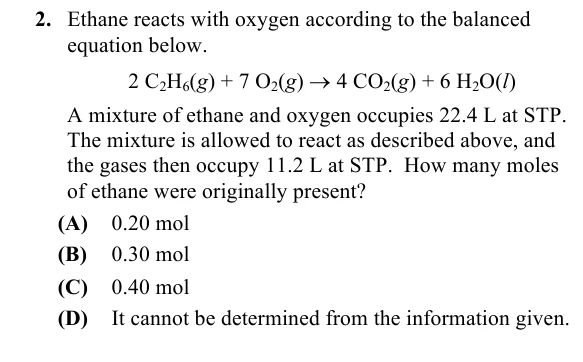 2. Ethane reacts with oxygen according to the balanced
equation below.
2 C₂H₆(g) + 7 O₂(g) → 4 CO₂(g) + 6 H₂O(l)
A mixture of ethane and oxygen occupies 22.4 L at STP.
The mixture is allowed to react as described above, and
the gases then occupy 11.2 L at STP. How many moles
of ethane were originally present?
(A) 0.20 mol
(B) 0.30 mol
(C) 0.40 mol
(D) It cannot be determined from the information given.